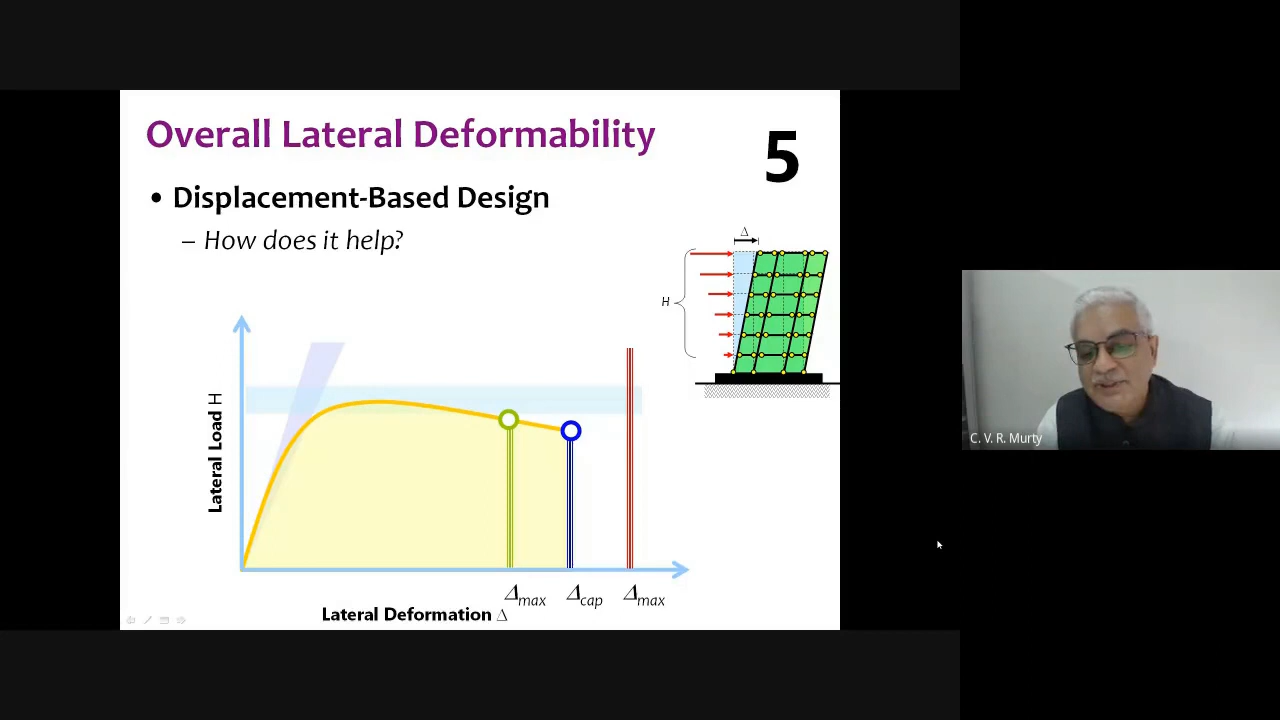 Overall Lateral Deformability
5
• Displacement-Based Design
– How does it help?
Δ
H
Lateral Load H
Δmax
Δcap
Δmax
Lateral Deformation Δ
C. V. R. Murty